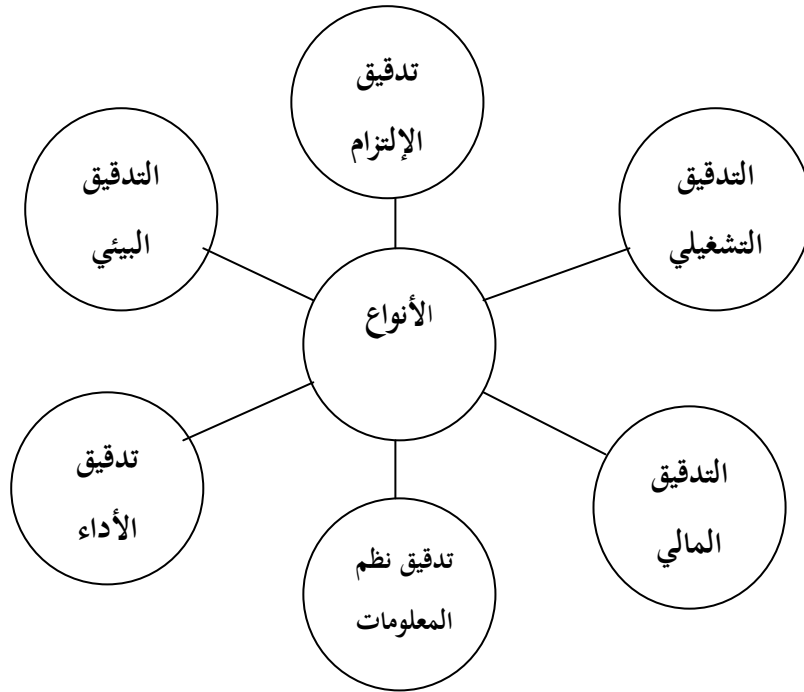 تدقيق
الإلتزام
التدقيق
التشغيلي
التدقيق
البيئي
الأنواع
التدقيق
المالي
تدقيق
الأداء
تدقيق نظم
المعلومات